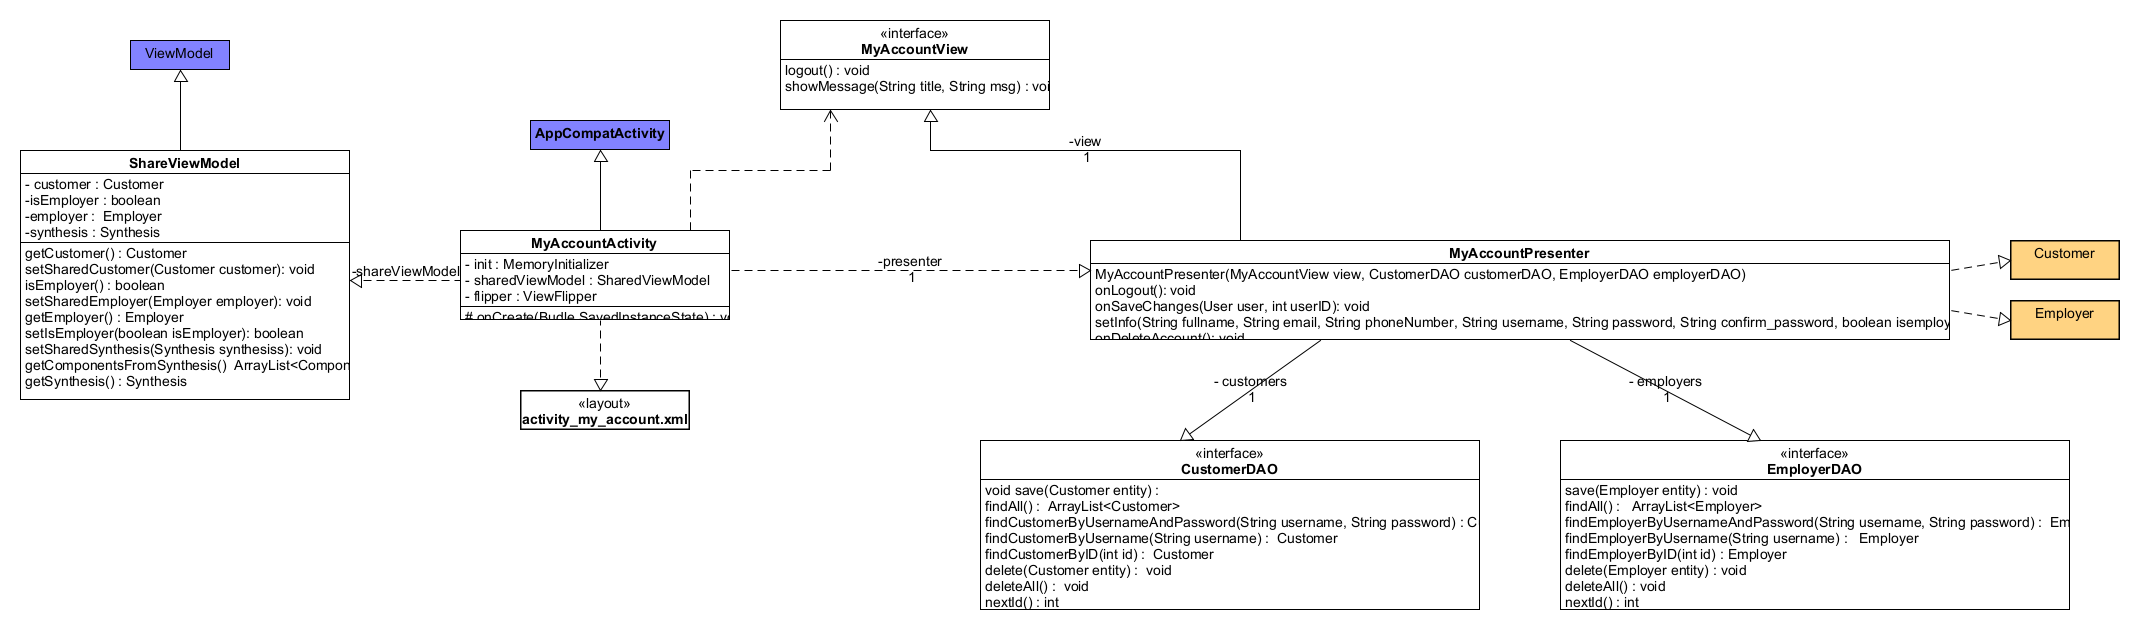 ViewModel
ShareViewModel
- customer : Customer
-isEmployer : boolean
-employer :  Employer
-synthesis : Synthesis
getCustomer() : Customer
setSharedCustomer(Customer customer): void
isEmployer() : boolean
setSharedEmployer(Employer employer): void
getEmployer() : Employer
setIsEmployer(boolean isEmployer): boolean
setSharedSynthesis(Synthesis synthesiss): void
getComponentsFromSynthesis()  ArrayList<Compon
getSynthesis() : Synthesis
-shareViewModel
AppCompatActivity
MyAccountActivity
- init : MemoryInitializer
- sharedViewModel : SharedViewModel
- flipper : ViewFlipper
# onCreate(Budle SavedInstanceState) : v
«layout»
activity_my_account.xml
«interface»
MyAccountView
logout() : void
showMessage(String title, String msg) : voi
-view
1
-presenter
1
MyAccountPresenter
MyAccountPresenter(MyAccountView view, CustomerDAO customerDAO, EmployerDAO employerDAO)
onLogout(): void
onSaveChanges(User user, int userID): void
setInfo(String fullname, String email, String phoneNumber, String username, String password, String confirm_password, boolean isemploy
onDeleteAccount(): void
Customer
Employer
- customers
1
- employers
1
«interface»
CustomerDAO
void save(Customer entity) :
findAll() :  ArrayList<Customer>
findCustomerByUsernameAndPassword(String username, String password) : C
findCustomerByUsername(String username) :  Customer
findCustomerByID(int id) :  Customer
delete(Customer entity) :  void
deleteAll() :  void
nextId() : int
«interface»
EmployerDAO
save(Employer entity) : void
findAll() :   ArrayList<Employer>
findEmployerByUsernameAndPassword(String username, String password) :  Em
findEmployerByUsername(String username) :   Employer
findEmployerByID(int id) : Employer
delete(Employer entity) : void
deleteAll() : void
nextId() : int